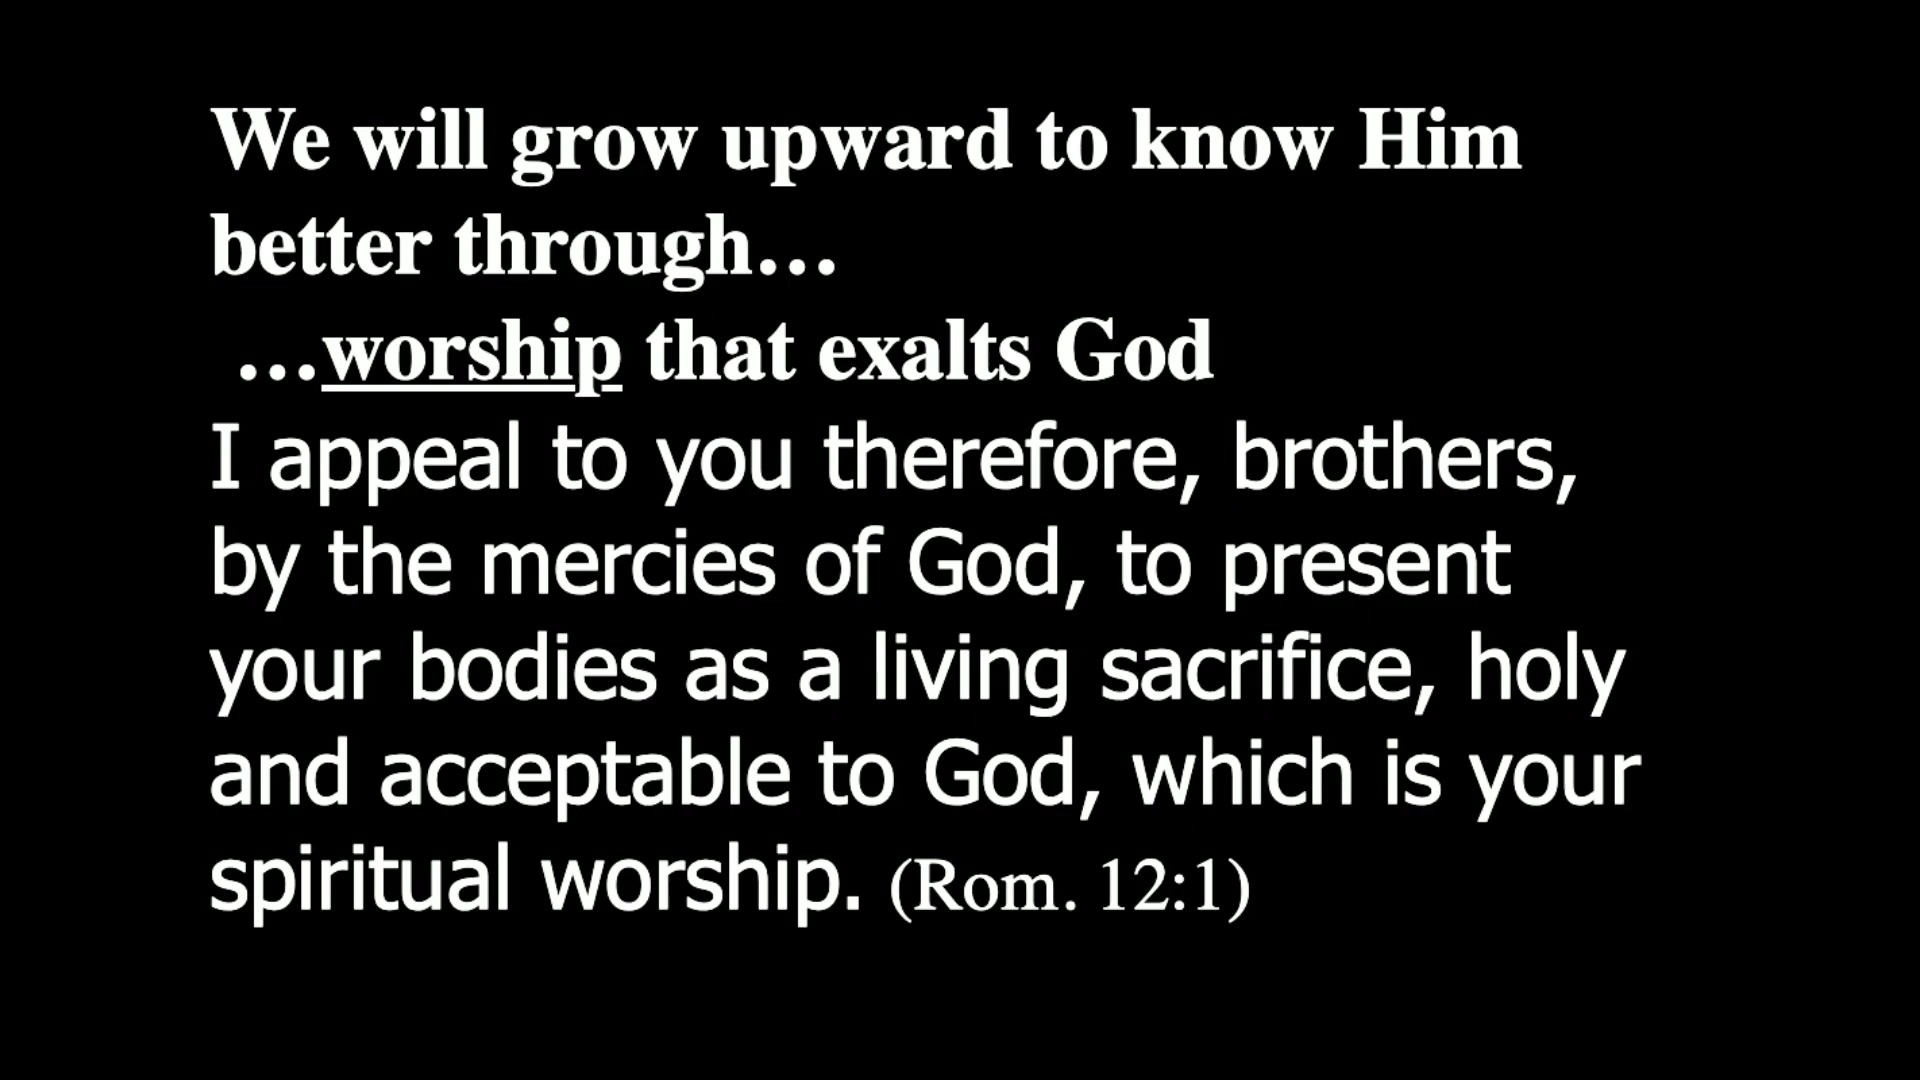 We will grow upward to know Him
better through…
…worship that exalts God
I appeal to you therefore, brothers,
by the mercies of God, to present
your bodies as a living sacrifice, holy
and acceptable to God, which is your
spiritual worship. (Rom. 12:1)